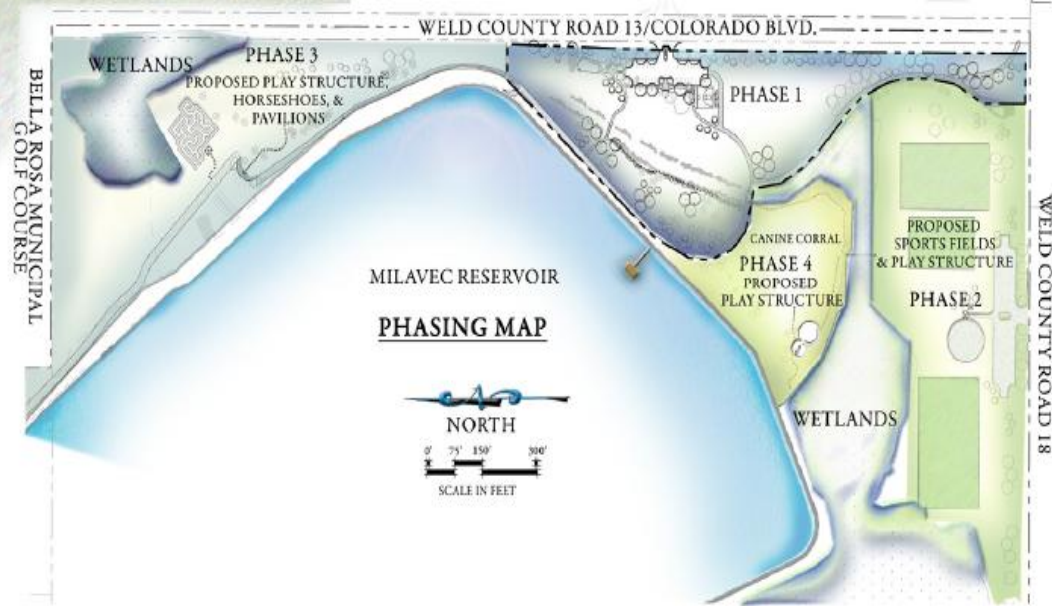 WELD COUNTY ROAD 13/COLORADO BLVD.
BELLA ROSA MUNICIPAL
GOLF COURSE
WETLANDS
PHASE 3
PROPOSED PLAY STRUCTURE,
HORSESHOES, &
PAVILIONS
PHASE 1
CANINE CORRAL
PHASE 4
PROPOSED
PLAY STRUCTURE
PROPOSED
SPORTS FIELDS
& PLAY STRUCTURE
PHASE 2
WELD COUNTY ROAD 18
MILAVEC RESERVOIR
PHASING MAP
NORTH
0' 75' 150' 300'
SCALE IN FEET
WETLANDS